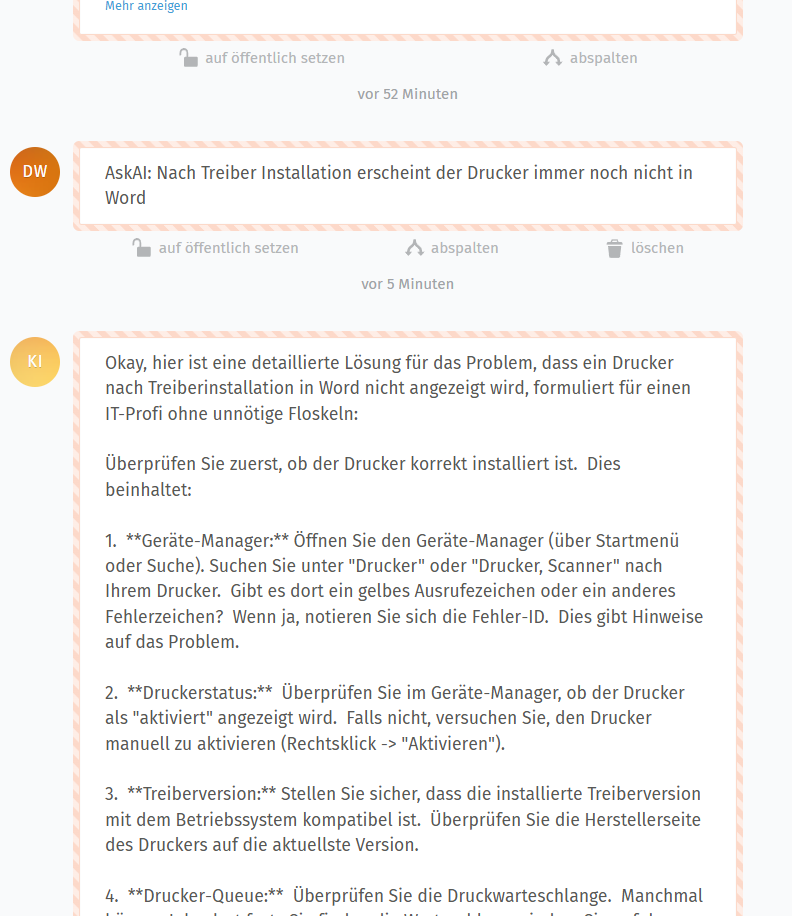 Mehr anzeigen
auf öffentlich setzen abspalten
vor 52 Minuten
DW
AskAI: Nach Treiber Installation erscheint der Drucker immer noch nicht in
Word
auf öffentlich setzen abspalten löschen
vor 5 Minuten
KI
Okay, hier ist eine detaillierte Lösung für das Problem, dass ein Drucker
nach Treiberinstallation in Word nicht angezeigt wird, formuliert für einen
IT-Profi ohne unnötige Floskeln:
Überprüfen Sie zuerst, ob der Drucker korrekt installiert ist.  Dies
beinhaltet:
1.  **Geräte-Manager:** Öffnen Sie den Geräte-Manager (über Startmenü
oder Suche). Suchen Sie unter "Drucker" oder "Drucker, Scanner" nach
Ihrem Drucker.  Gibt es dort ein gelbes Ausrufezeichen oder ein anderes
Fehlerzeichen?  Wenn ja, notieren Sie sich die Fehler-ID.  Dies gibt Hinweise
auf das Problem.
2.  **Druckerstatus:**  Überprüfen Sie im Geräte-Manager, ob der Drucker
als "aktiviert" angezeigt wird.  Falls nicht, versuchen Sie, den Drucker
manuell zu aktivieren (Rechtsklick -> "Aktivieren").
3.  **Treiberversion:** Stellen Sie sicher, dass die installierte Treiberversion
mit dem Betriebssystem kompatibel ist.  Überprüfen Sie die Herstellerseite
des Druckers auf die aktuellste Version.
4.  **Drucker-Queue:**  Überprüfen Sie die Druckwarteschlange.  Manchmal